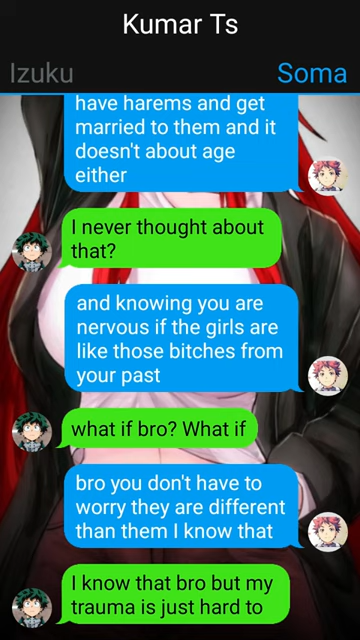 Kumar Ts
Izuku
Soma
have harems and get
married to them and it
doesn't about age
either
I never thought about
that?
and knowing you are
nervous if the girls are
like those bitches from
your past
what if bro? What if
bro you don't have to
worry they are different
than them I know that
I know that bro but my
trauma is just hard to